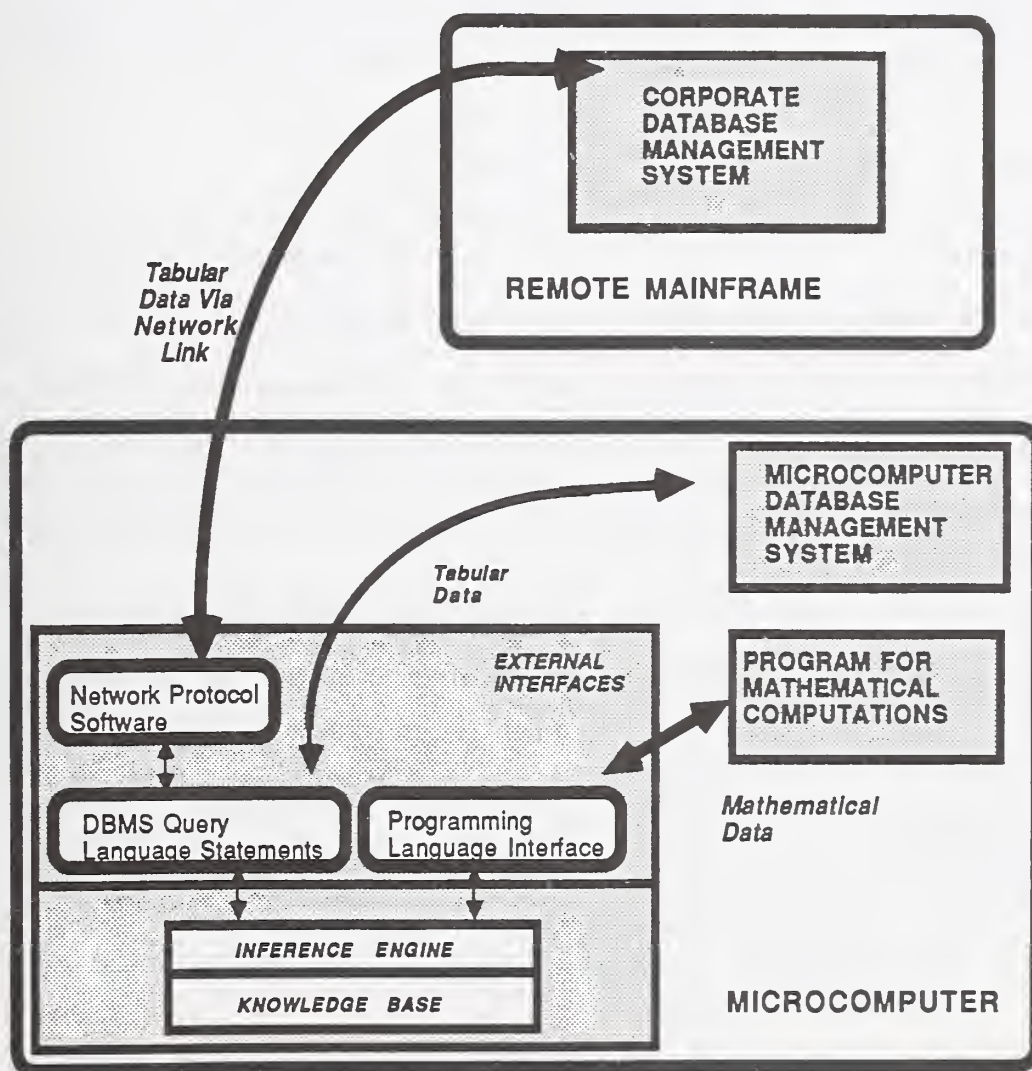 CORPORATE
DATABASE
MANAGEMENT
SYSTEM
REMOTE MAINFRAME
Tabular
Data Via
Network
Link
MICROCOMPUTER
DATABASE
MANAGEMENT
SYSTEM
Tabular
Data
EXTERNAL
INTERFACES
PROGRAM FOR
MATHEMATICAL
COMPUTATIONS
Network Protocol
Software
Mathematical
Data
DBMS Query
Language Statements
Programming
Language Interface
INFERENCE ENGINE
KNOWLEDGE BASE
MICROCOMPUTER